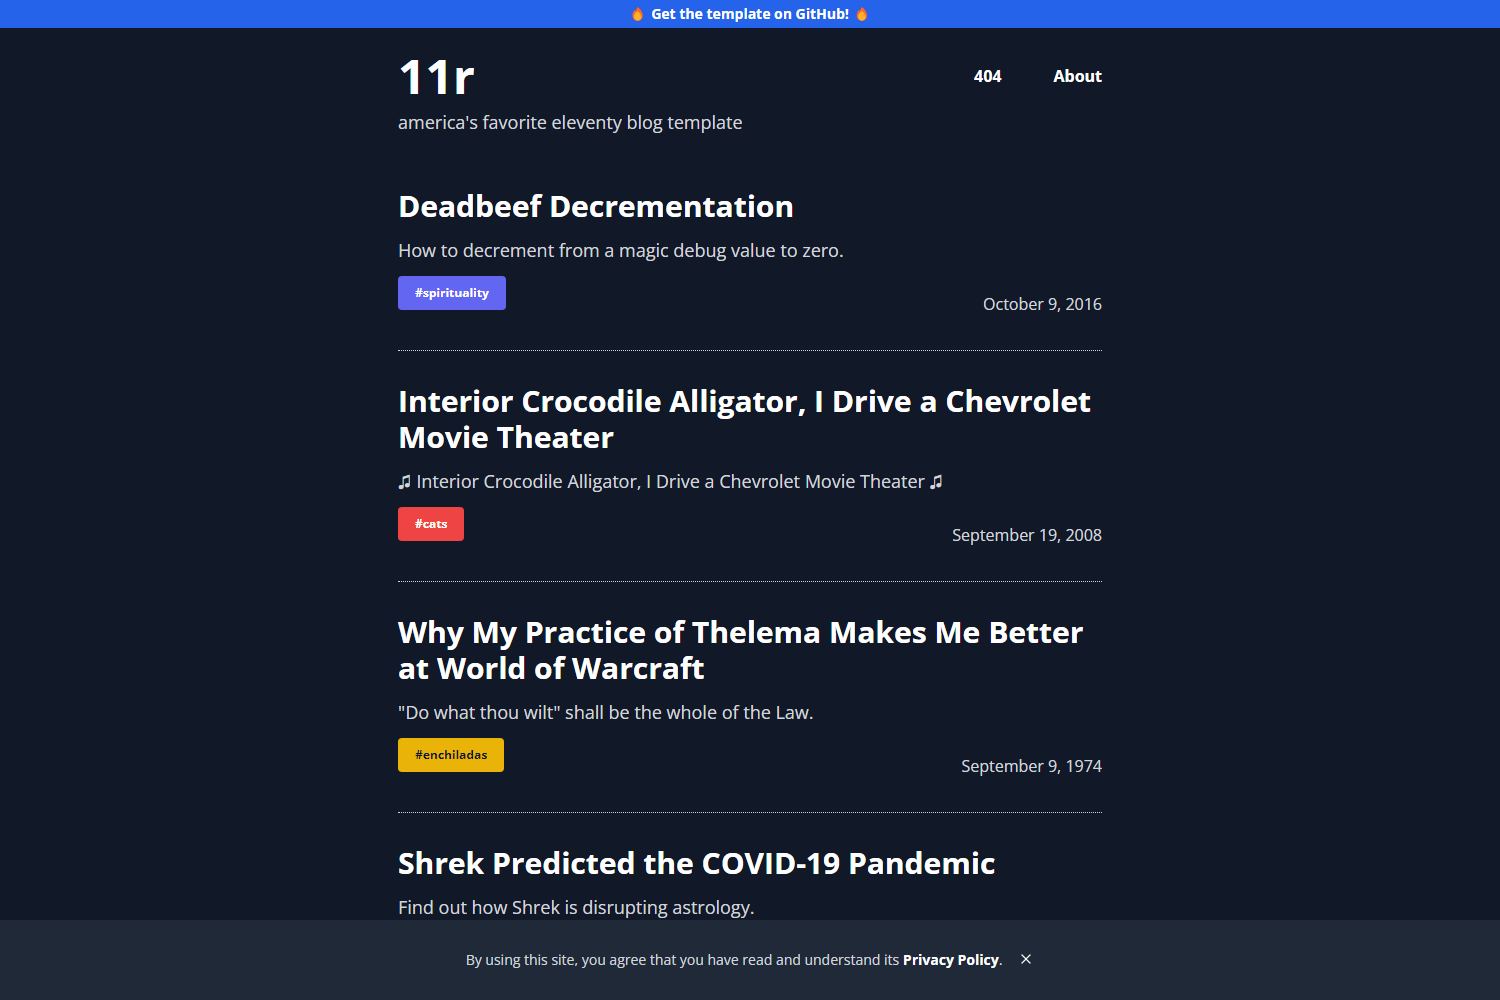 🔥 Get the template on GitHub! 🔥
11r
404 About
america's favorite eleventy blog template
Deadbeef Decrementation
How to decrement from a magic debug value to zero.
#spirituality
October 9, 2016
Interior Crocodile Alligator, I Drive a Chevrolet
Movie Theater
🎵 Interior Crocodile Alligator, I Drive a Chevrolet Movie Theater 🎵
#cats
September 19, 2008
Why My Practice of Thelema Makes Me Better
at World of Warcraft
"Do what thou wilt" shall be the whole of the Law.
#enchiladas
September 9, 1974
Shrek Predicted the COVID-19 Pandemic
Find out how Shrek is disrupting astrology.
By using this site, you agree that you have read and understand its Privacy Policy. ×